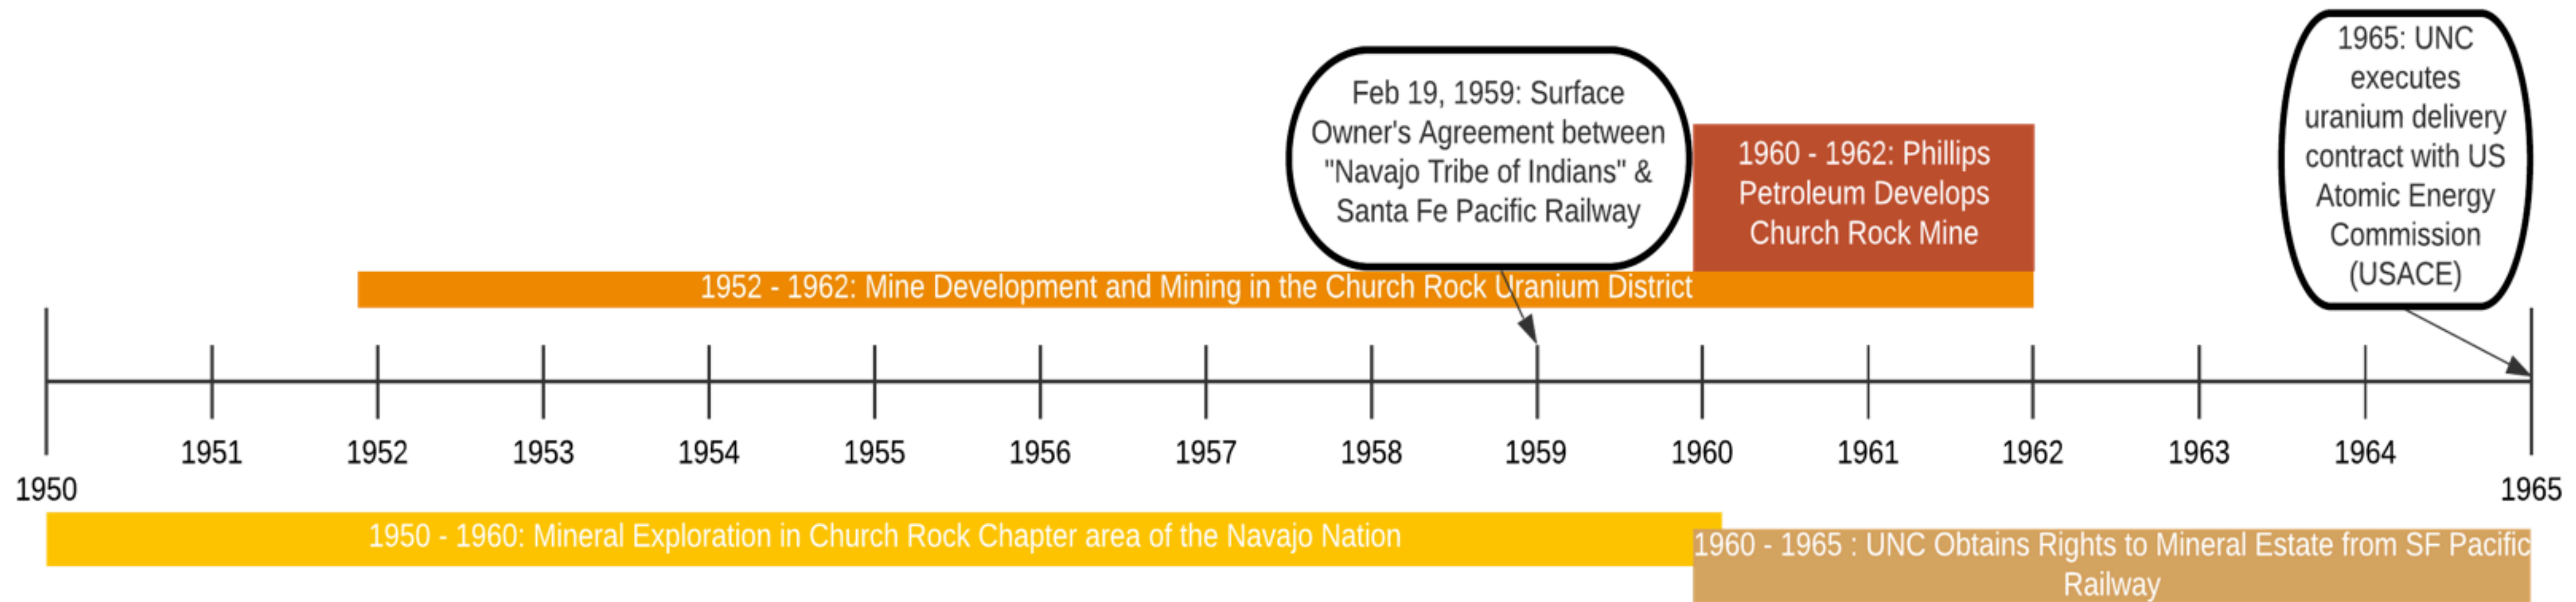 1965: UNC
executes
uranium delivery
contract with US
Atomic Energy
Commission
(USACE)
Feb 19, 1959: Surface
Owner's Agreement between
"Navajo Tribe of Indians" &
Santa Fe Pacific Railway
1960 - 1962: Phillips
Petroleum Develops
Church Rock Mine
1952 - 1962: Mine Development and Mining in the Church Rock Uranium District
1951 1952 1953 1954 1955 1956 1957 1958 1959 1960 1961 1962 1963 1964
1950 1965
1950 - 1960: Mineral Exploration in Church Rock Chapter area of the Navajo Nation
1960 - 1965 : UNC Obtains Rights to Mineral Estate from SF Pacific
Railway